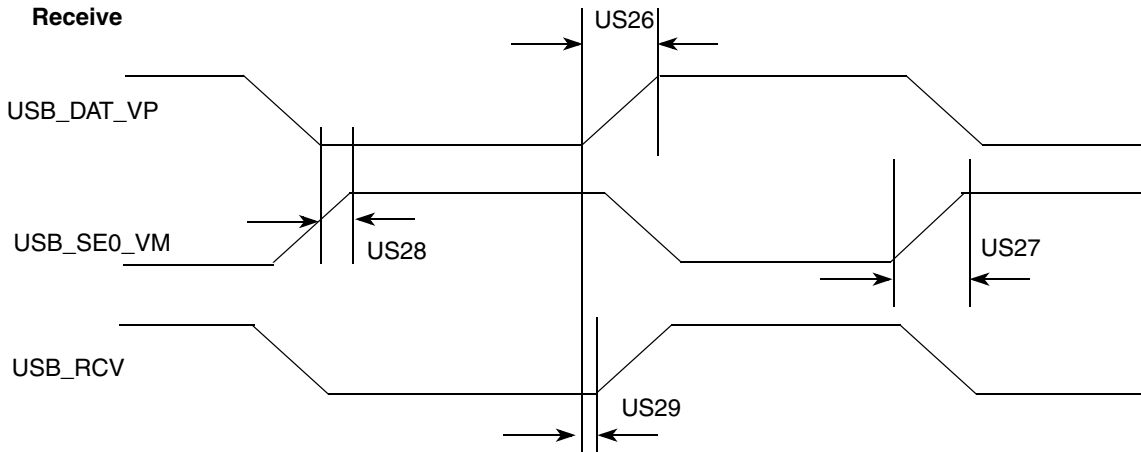 Receive
US26
USB_DAT_VP
USB_SE0_VM
US28
US27
USB_RCV
US29